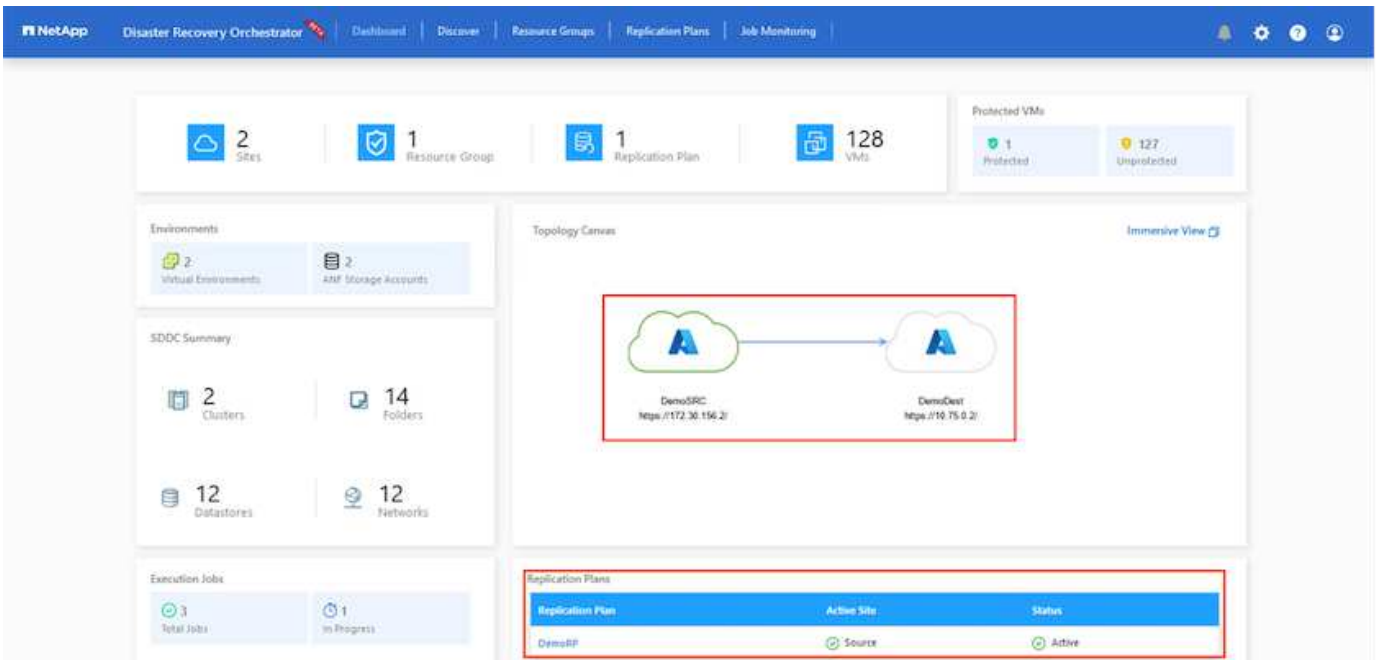 NetApp
Disaster Recovery Orchestrator
Dashboard
Discover
Resource Groups
Replication Plans
Job Monitoring
2
Sites
1
Resource Group
1
Replication Plan
128
VMs
Protected VMs
1
Protected
127
Unprotected
Environments
2
Virtual Environments
2
ANF Storage Accounts
Topology Canvas
Immersive View
DemoSRC
https://172.30.156.2/
DemoDest
https://10.75.0.2/
SDDC Summary
2
Clusters
14
Folders
12
Datastores
12
Networks
Execution Jobs
3
Total Jobs
1
In Progress
Replication Plans
Replication Plan Active Site Status
DemoRP Source Active